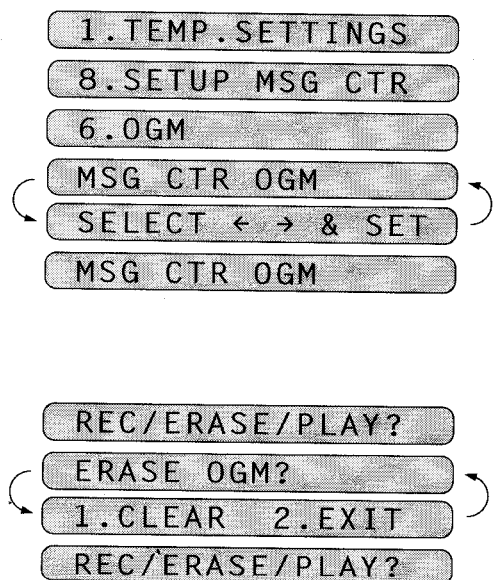 1.TEMP.SETTINGS
8.SETUP MSG CTR
6.OGM
MSG CTR OGM
SELECT ← → & SET
MSG CTR OGM
REC/ERASE/PLAY?
ERASE OGM?
1.CLEAR 2.EXIT
REC/ERASE/PLAY?